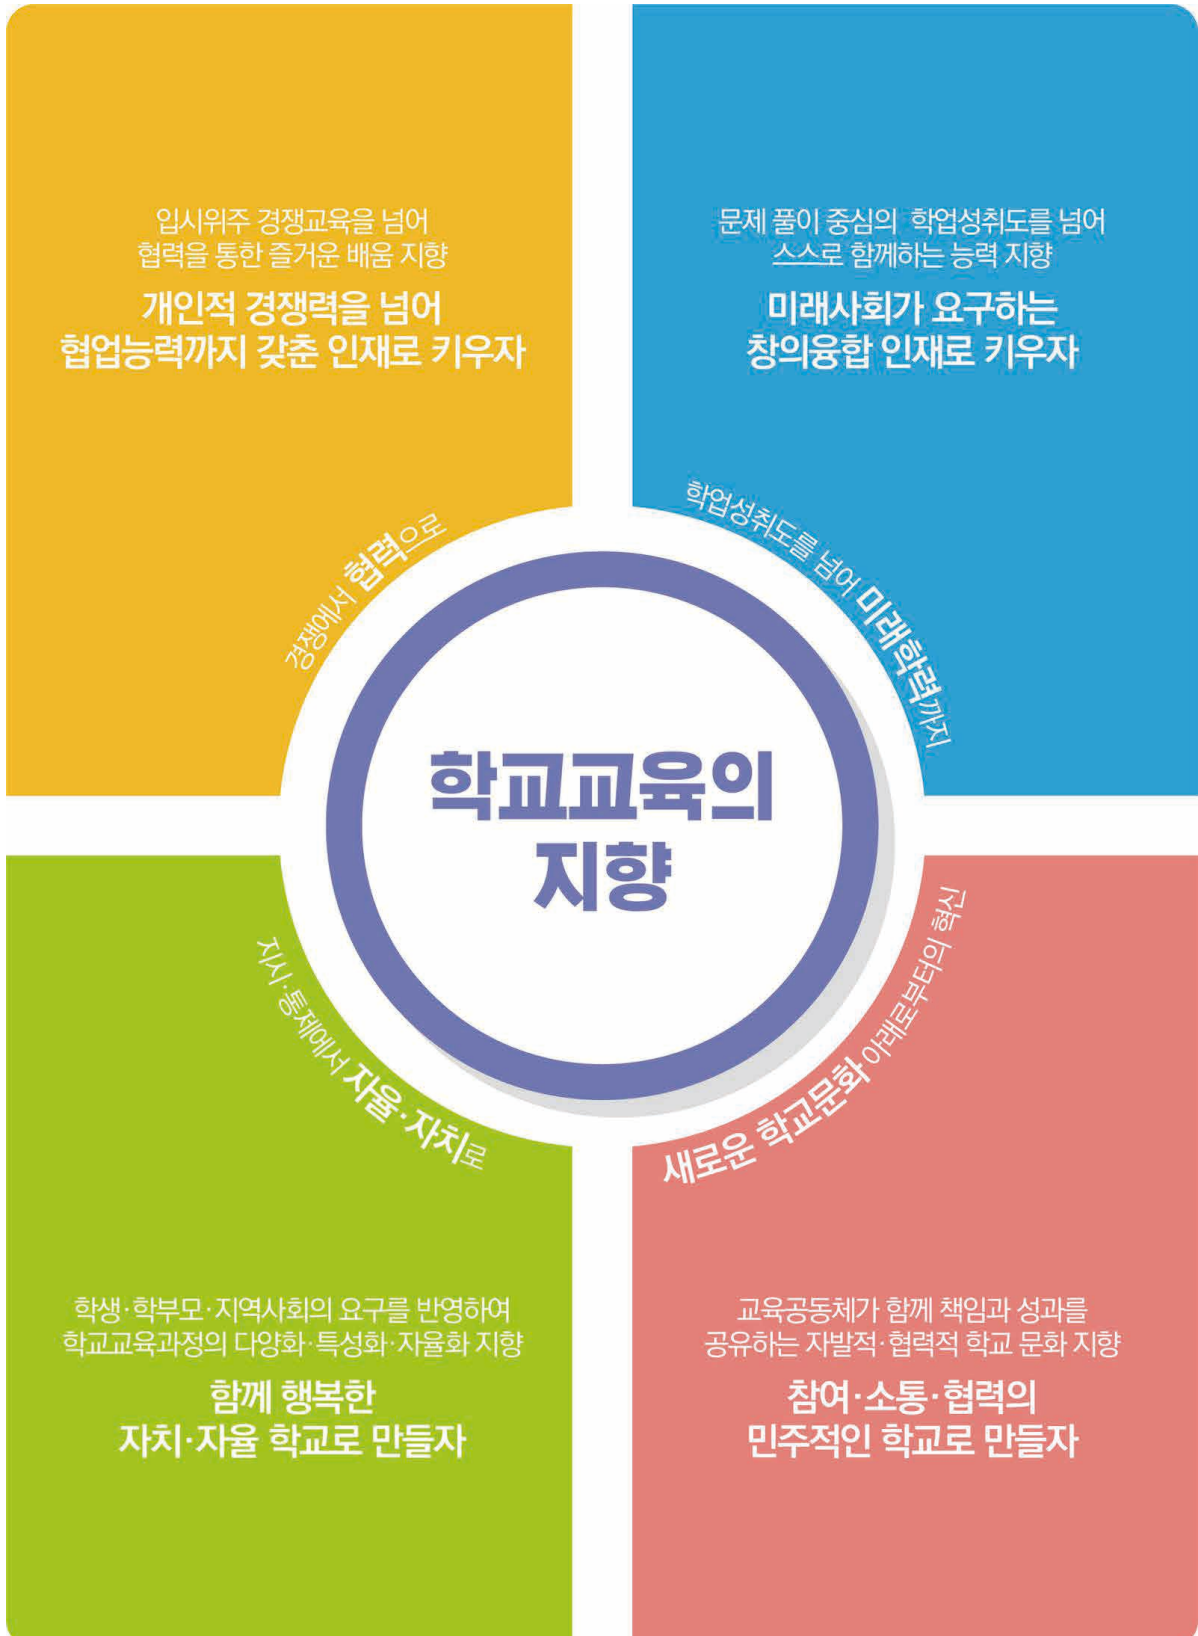 입시위주 경쟁교육을 넘어
협력을 통한 즐거운 배움 지향
개인적 경쟁력을 넘어
협업능력까지 갖춘 인재로 키우자
경쟁에서 협력으로
문제 풀이 중심의 학업성취도를 넘어
스스로 함께하는 능력 지향
미래사회가 요구하는
창의융합 인재로 키우자
학업성취도를 넘어 미래학력까지
학교교육의
지향
지시·통제에서 자율·자치로
학생·학부모·지역사회의 요구를 반영하여
학교교육과정의 다양화·특성화·자율화 지향
함께 행복한
자치·자율 학교로 만들자
새로운 학교문화 아래로부터의 혁신
교육공동체가 함께 책임과 성과를
공유하는 자발적·협력적 학교 문화 지향
참여·소통·협력의
민주적인 학교로 만들자